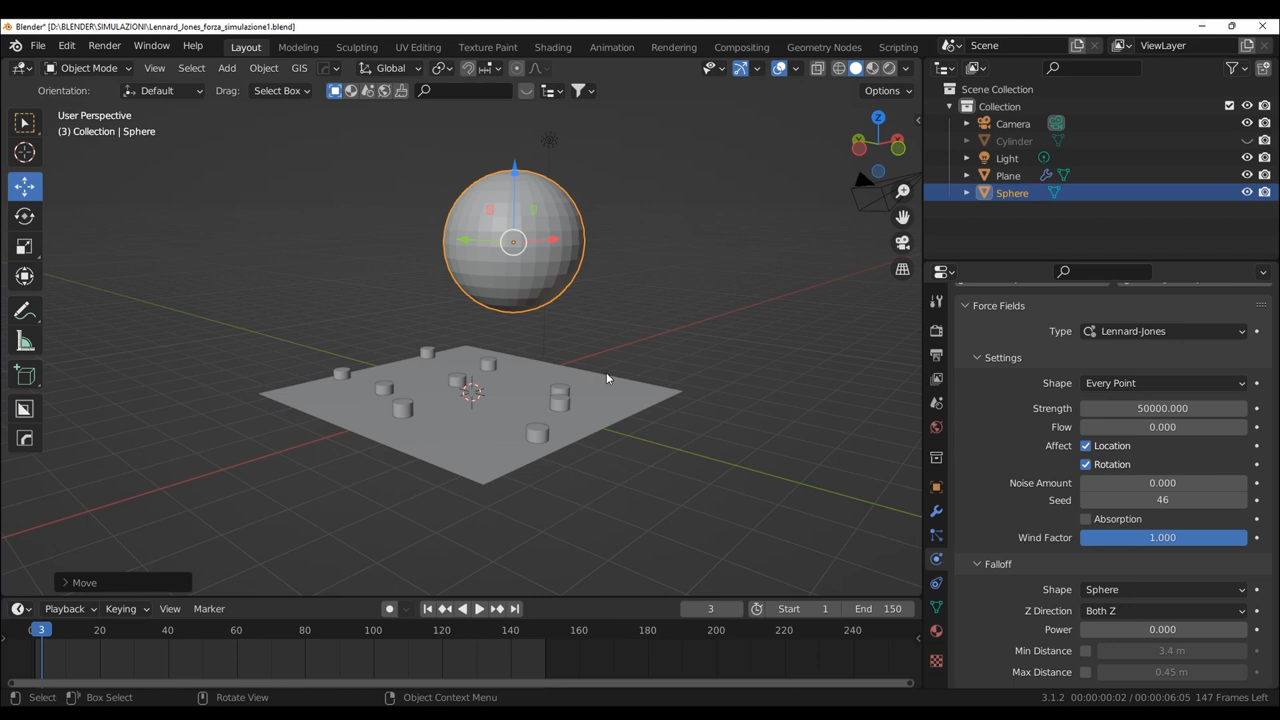 Blender* [D:\BLENDER\SIMULAZIONI\Lennard_Jones_forza_simulazione1.blend]
File Edit Render Window Help Layout Modeling Sculpting UV Editing Texture Paint Shading Animation Rendering Compositing Geometry Nodes Scripting Scene ViewLayer
Object Mode View Select Add Object GIS Global
Orientation: Default Drag: Select Box Options
User Perspective
(3) Collection | Sphere
Z
Y
X
Move
Playback Keying View Marker 3 Start 1 End 150
3 20 40 60 80 100 120 140 160 180 200 220 240
Scene Collection
Collection
Camera
Cylinder
Light
Plane
Sphere
Force Fields
Type Lennard-Jones
Settings
Shape Every Point
Strength 50000.000
Flow 0.000
Affect Location
Rotation
Noise Amount 0.000
Seed 46
Absorption
Wind Factor 1.000
Falloff
Shape Sphere
Z Direction Both Z
Power 0.000
Min Distance 3.4 m
Max Distance 0.45 m
Select Box Select Rotate View Object Context Menu 3.1.2 00:00:00:02 / 00:00:06:05 147 Frames Left